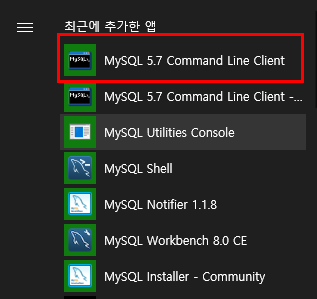 최근에 추가한 앱
MySQL 5.7 Command Line Client
MySQL 5.7 Command Line Client -...
MySQL Utilities Console
MySQL Shell
MySQL Notifier 1.1.8
MySQL Workbench 8.0 CE
MySQL Installer - Community